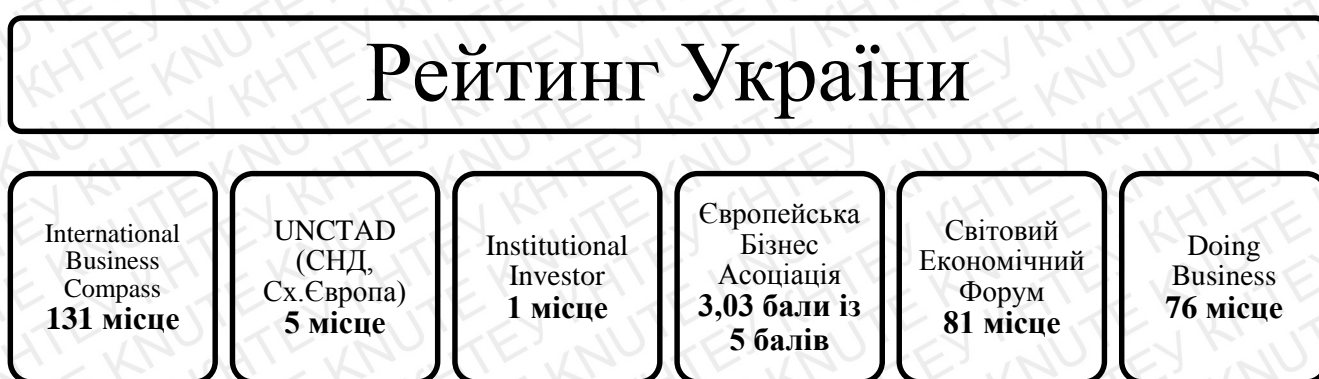 Рейтинг України
International
Business
Compass
131 місце
UNCTAD
(СНД,
Сх.Європа)
5 місце
Institutional
Investor
1 місце
Європейська
Бізнес
Асоціація
3,03 бали із
5 балів
Світовий
Економічний
Форум
81 місце
Doing
Business
76 місце